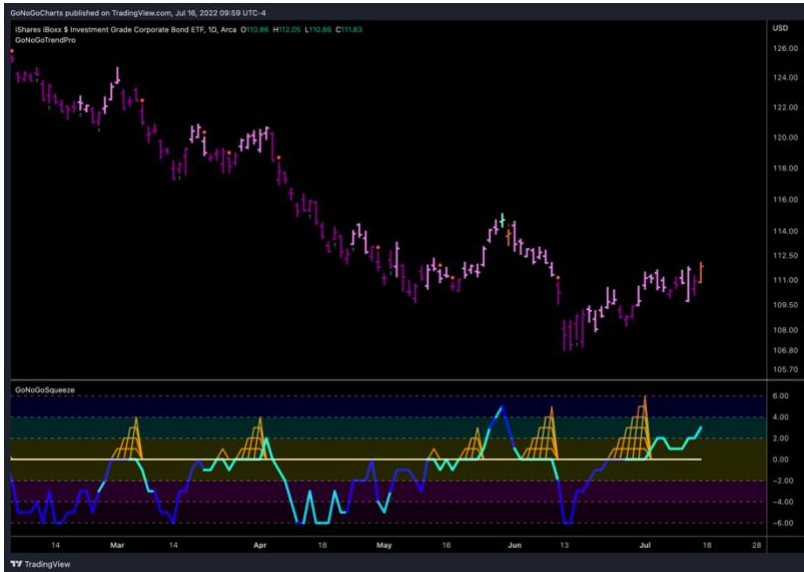 GoNoGoCharts published on TradingView.com, Jul 16, 2022 09:59 UTC-4
iShares iBoxx $ Investment Grade Corporate Bond ETF, 1D, Arca O110.86 H112.05 L110.86 C111.83
GoNoGoTrendPro
USD
126.00
124.00
122.00
120.00
118.00
116.00
114.00
112.50
111.00
109.50
108.00
106.80
105.70
GoNoGoSqueeze
6.00
4.00
2.00
0.00
−2.00
−4.00
−6.00
14 Mar 14 Apr 18 May 16 Jun 13 Jul 18 28
TradingView